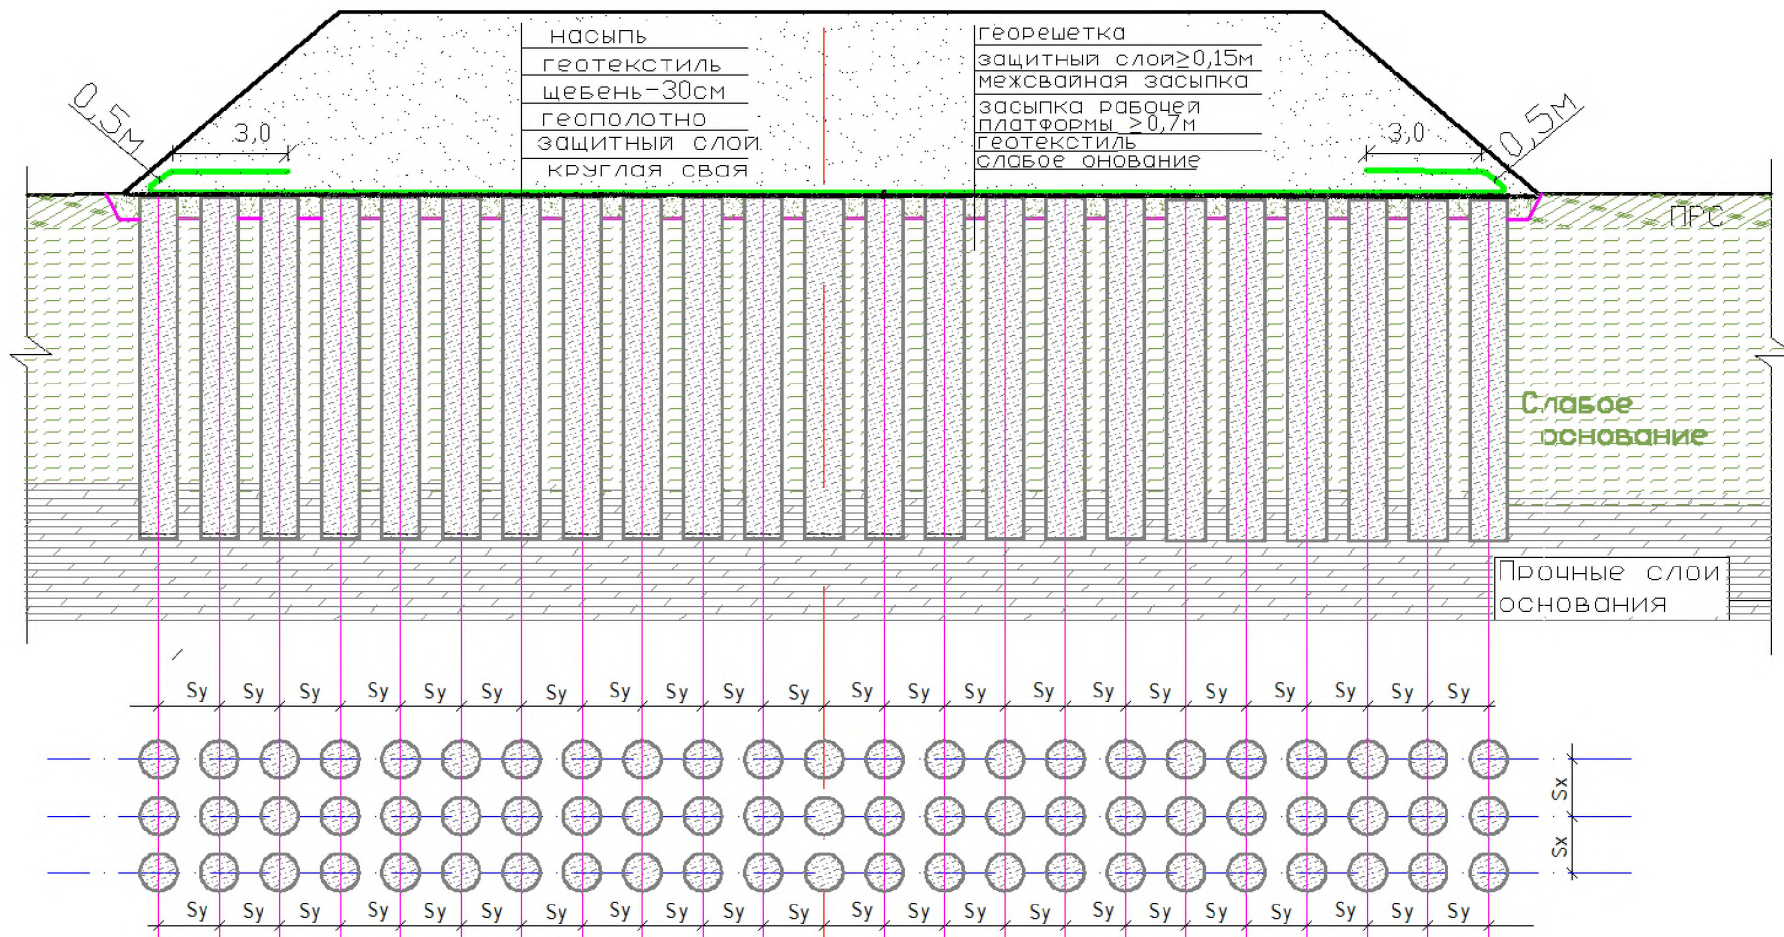 насыпь
геотекстиль
щебень-30см
геополотно
защитный слой
круглая свая
георешетка
защитный слой≥0,15м
межсвайная засыпка
засыпка рабочей
платформы ≥0,7м
геотекстиль
слабое онование
0,5м
3,0
3,0
0,5м
ПРС
Слабое
основание
Прочные слои
основания
Sy Sy Sy Sy Sy Sy Sy Sy Sy Sy Sy Sy Sy Sy Sy Sy Sy Sy Sy Sy Sy Sy
Sx
Sx
Sy Sy Sy Sy Sy Sy Sy Sy Sy Sy Sy Sy Sy Sy Sy Sy Sy Sy Sy Sy Sy Sy